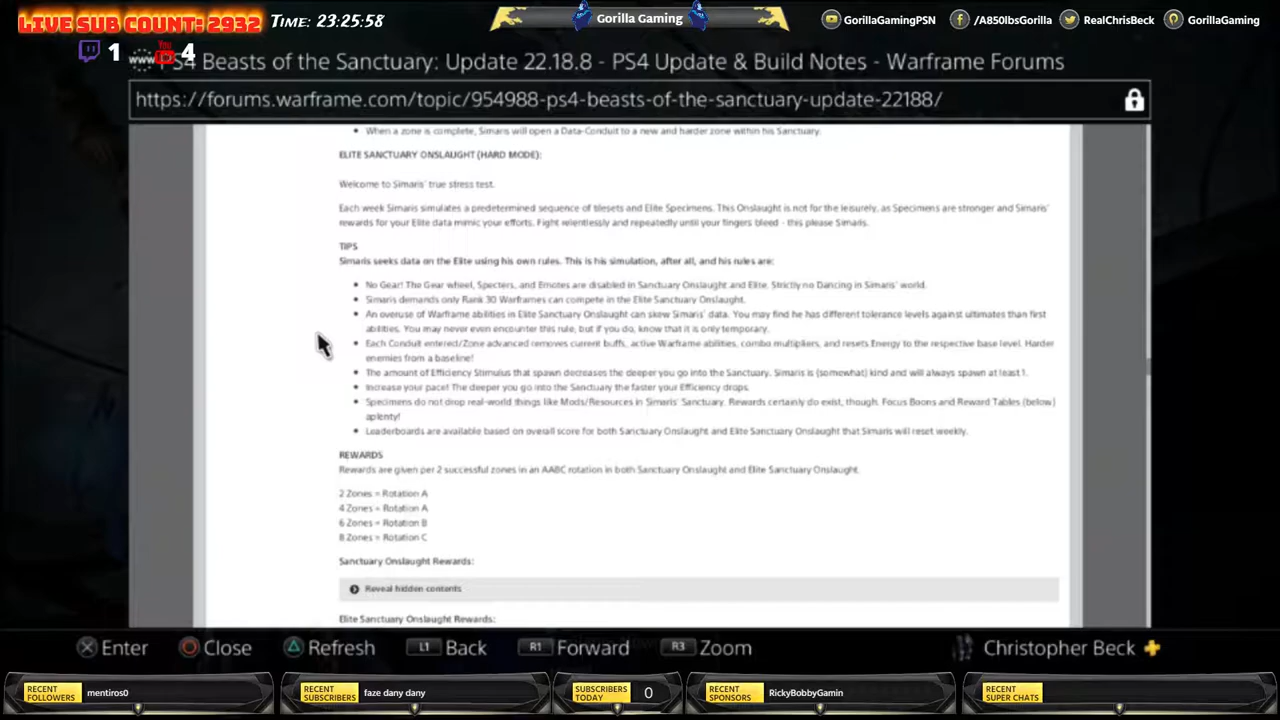 LIVE SUB COUNT: 2932 TIME: 23:25:58
Gorilla Gaming
GorillaGamingPSN /A850lbsGorilla RealChrisBeck GorillaGaming
1 4
www PS4 Beasts of the Sanctuary: Update 22.18.8 - PS4 Update & Build Notes - Warframe Forums
https://forums.warframe.com/topic/954988-ps4-beasts-of-the-sanctuary-update-22188/
When a zone is complete, Simaris will open a Data-Conduit to a new and harder zone within his Sanctuary.
ELITE SANCTUARY ONSLAUGHT (HARD MODE):
Welcome to Simaris' true stress test.
Each week Simaris simulates a predetermined sequence of tilesets and Elite Specimens. This Onslaught is not for the leisurely, as Specimens are stronger and Simaris'
rewards for your Elite data mimic your efforts. Fight relentlessly and repeatedly until your fingers bleed - this please Simaris.
TIPS
Simaris seeks data on the Elite using his own rules. This is his simulation, after all, and his rules are:
No Gear! The Gear wheel, Specters, and Emotes are disabled in Sanctuary Onslaught and Elite. Strictly no Dancing in Simaris' world.
Simaris demands only Rank 30 Warframes can compete in the Elite Sanctuary Onslaught.
An overuse of Warframe abilities in Elite Sanctuary Onslaught can skew Simaris' data. You may find he has different tolerance levels against ultimates than first
abilities. You may never even encounter this rule, but if you do, know that it is only temporary.
Each Conduit entered/Zone advanced removes current buffs, active Warframe abilities, combo multipliers, and resets Energy to the respective base level. Harder
enemies from a baseline!
The amount of Efficiency Stimulus that spawn decreases the deeper you go into the Sanctuary. Simaris is (somewhat) kind and will always spawn at least 1.
Increase your pace! The deeper you go into the Sanctuary the faster your Efficiency drops.
Specimens do not drop real-world things like Mods/Resources in Simaris' Sanctuary. Rewards certainly do exist, though. Focus Boons and Reward Tables (below)
aplenty!
Leaderboards are available based on overall score for both Sanctuary Onslaught and Elite Sanctuary Onslaught that Simaris will reset weekly.
REWARDS
Rewards are given per 2 successful zones in an AABC rotation in both Sanctuary Onslaught and Elite Sanctuary Onslaught.
2 Zones = Rotation A
4 Zones = Rotation A
6 Zones = Rotation B
8 Zones = Rotation C
Sanctuary Onslaught Rewards:
Reveal hidden contents
Elite Sanctuary Onslaught Rewards:
Enter Close Refresh L1 Back R1 Forward R3 Zoom Christopher Beck
RECENT FOLLOWERS mentiros0
RECENT SUBSCRIBERS faze dany dany
SUBSCRIBERS TODAY 0
RECENT SPONSORS RickyBobbyGamin
RECENT SUPER CHATS